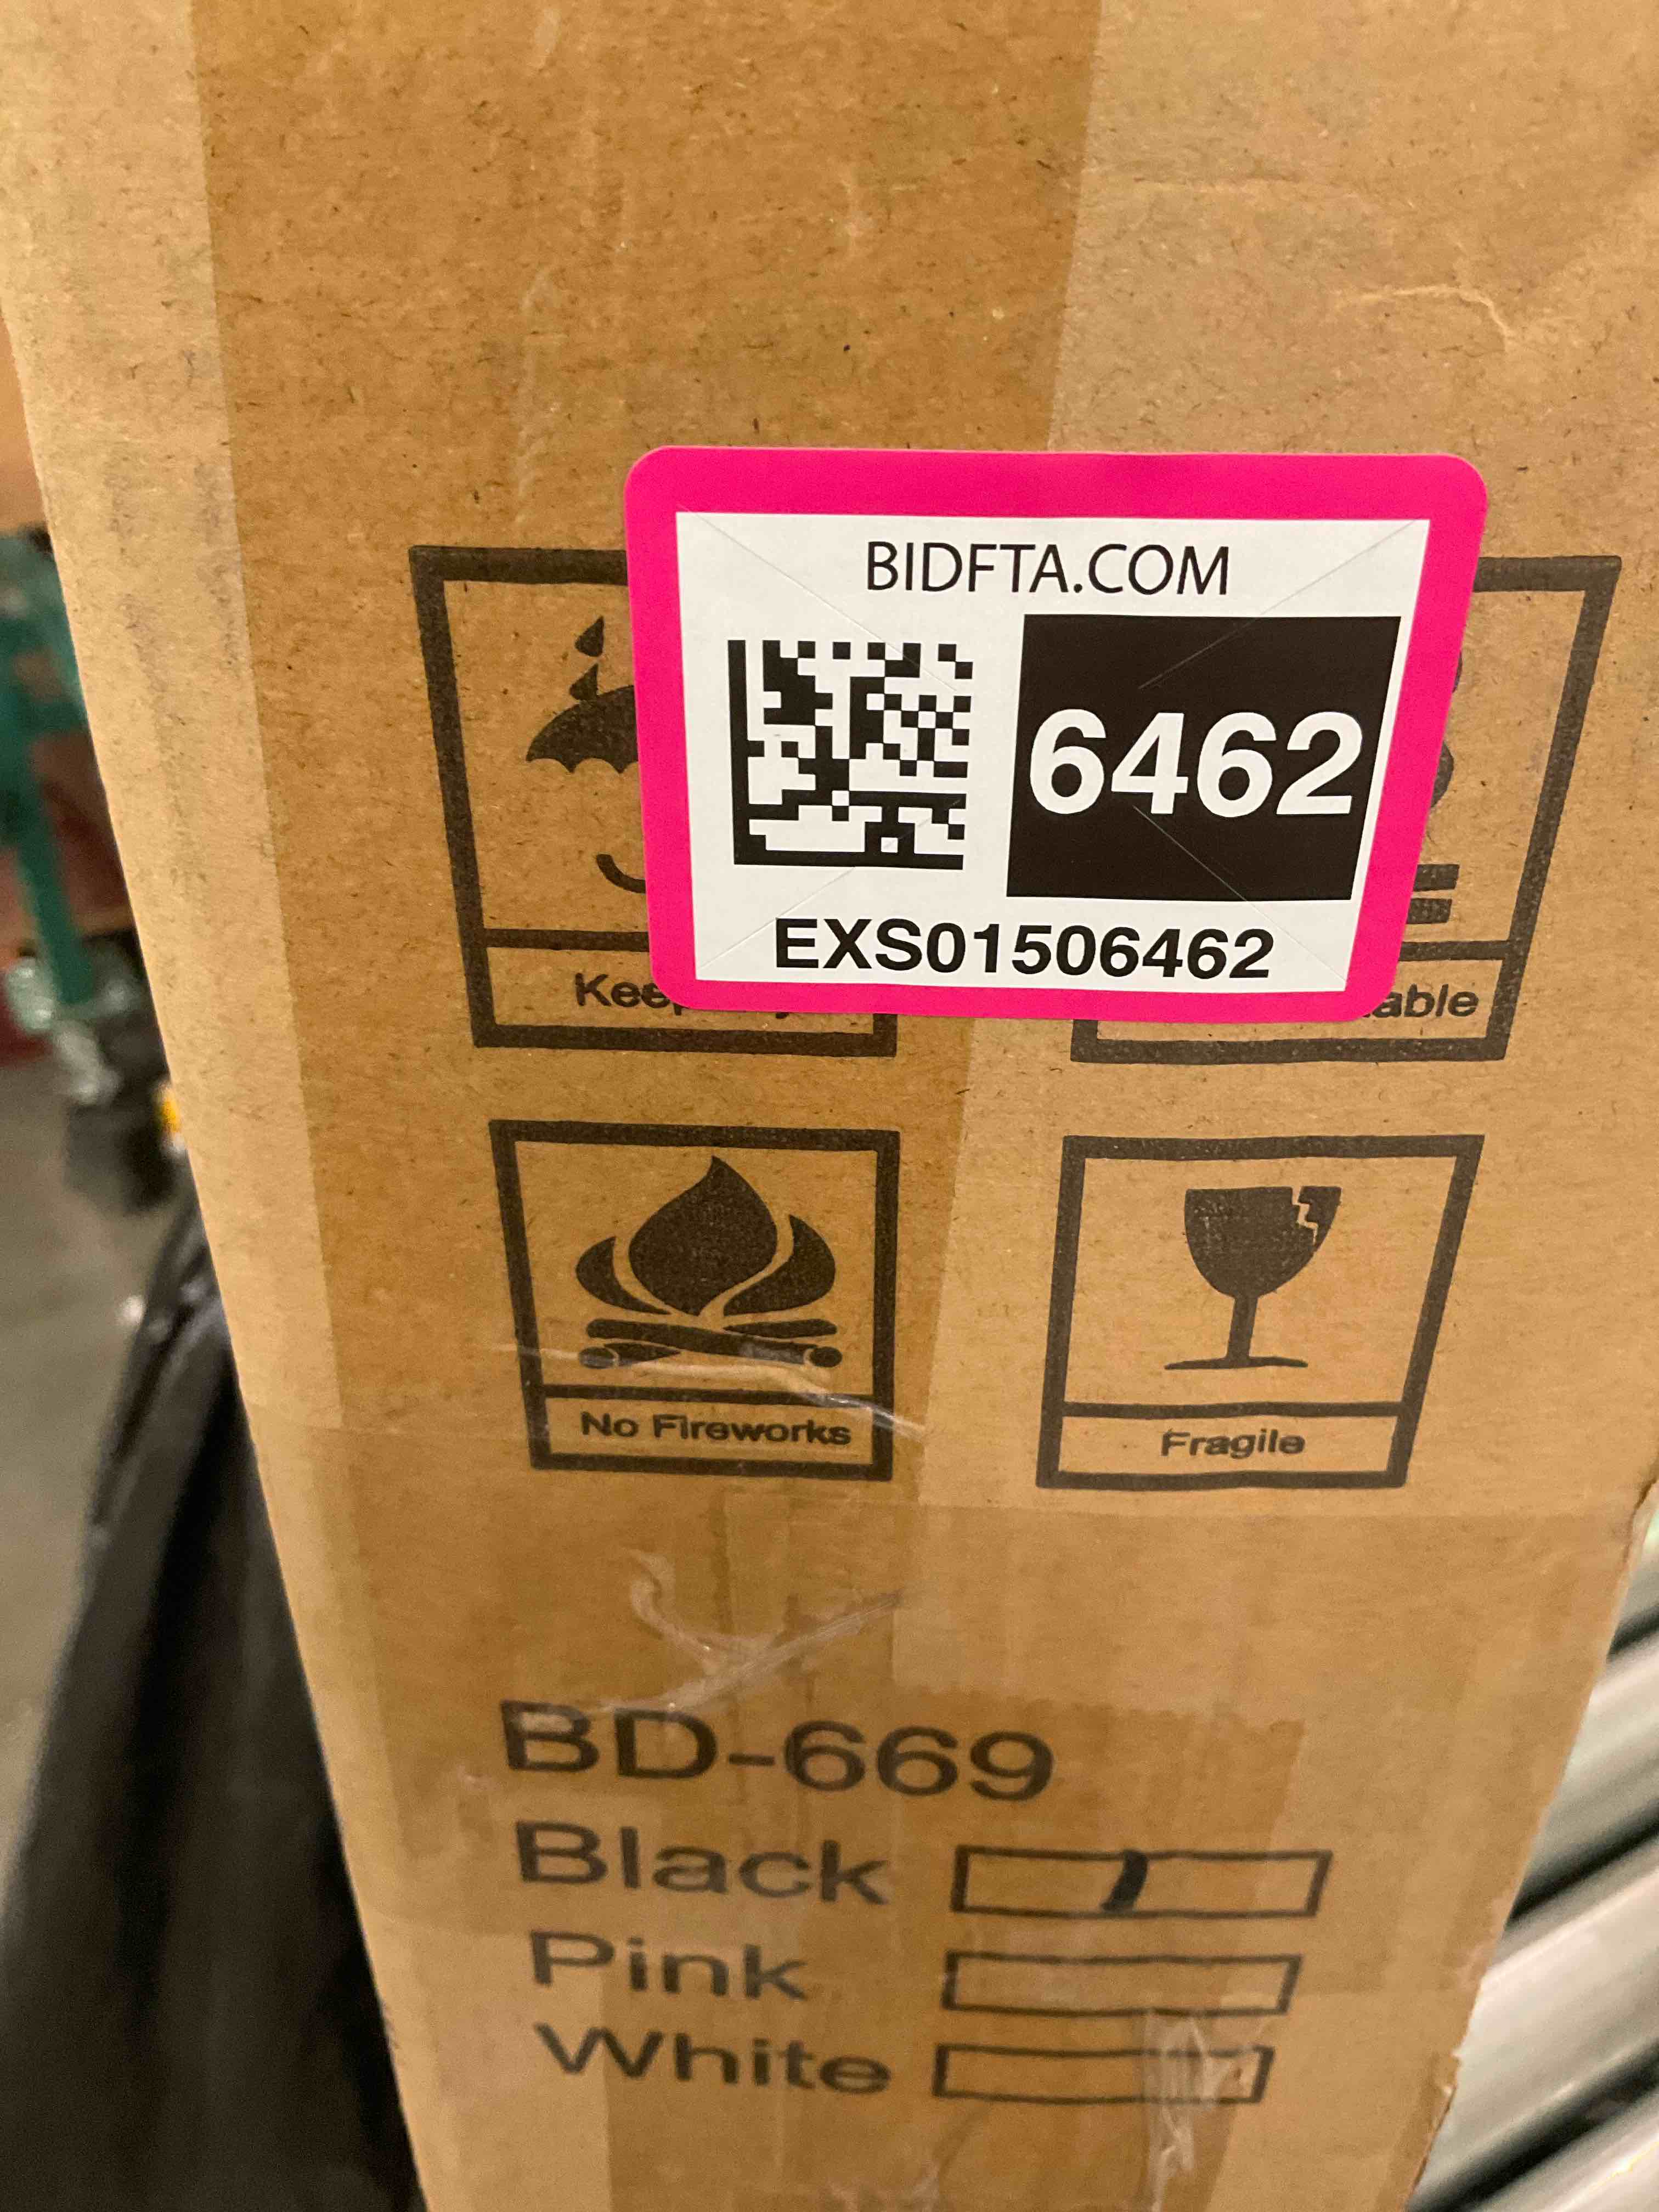 BIDFTA.COM
6462
EXS01506462
No Fireworks
Fragile
BD-669
Black
Pink
White